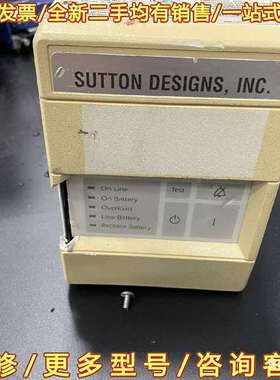 发票/全新二手均有销售/一站式
SUTTON DESIGNS, INC.
On Line
On Battery
Overload
Low Battery
Replace Battery
Test
修/更多型号/咨询客